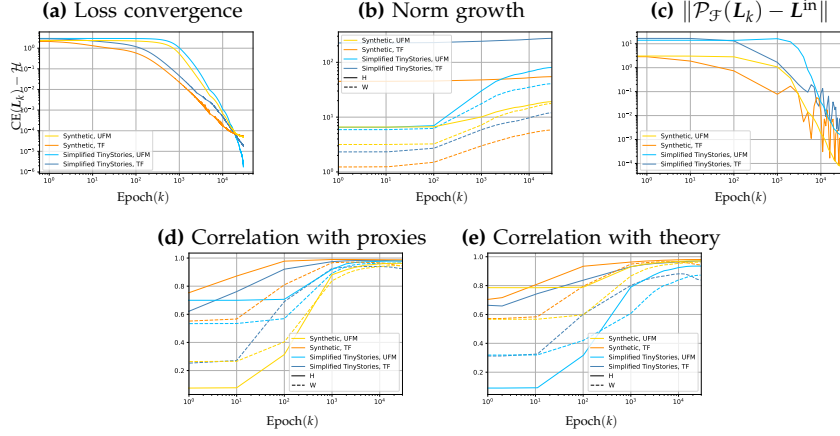 (a) Loss convergence
CE(L_k) − ℋ
10^0
10^-1
10^-2
10^-3
10^-4
10^-5
10^-6
Synthetic, UFM
Synthetic, TF
Simplified TinyStories, UFM
Simplified TinyStories, TF
10^0 10^1 10^2 10^3 10^4
Epoch(k)
(b) Norm growth
10^2
10^1
10^0
Synthetic, UFM
Synthetic, TF
Simplified TinyStories, UFM
Simplified TinyStories, TF
H
W
10^0 10^1 10^2 10^3 10^4
Epoch(k)
(c) ‖𝒫_ℱ(L_k) − L^in‖
10^1
10^0
10^-1
10^-2
10^-3
10^-4
Synthetic, UFM
Synthetic, TF
Simplified TinyStories, UFM
Simplified TinyStories, TF
10^0 10^1 10^2 10^3 10^4
Epoch(k)
(d) Correlation with proxies
1.0
0.8
0.6
0.4
0.2
Synthetic, UFM
Synthetic, TF
Simplified TinyStories, UFM
Simplified TinyStories, TF
H
W
10^0 10^1 10^2 10^3 10^4
Epoch(k)
(e) Correlation with theory
1.0
0.8
0.6
0.4
0.2
Synthetic, UFM
Synthetic, TF
Simplified TinyStories, UFM
Simplified TinyStories, TF
H
W
10^0 10^1 10^2 10^3 10^4
Epoch(k)